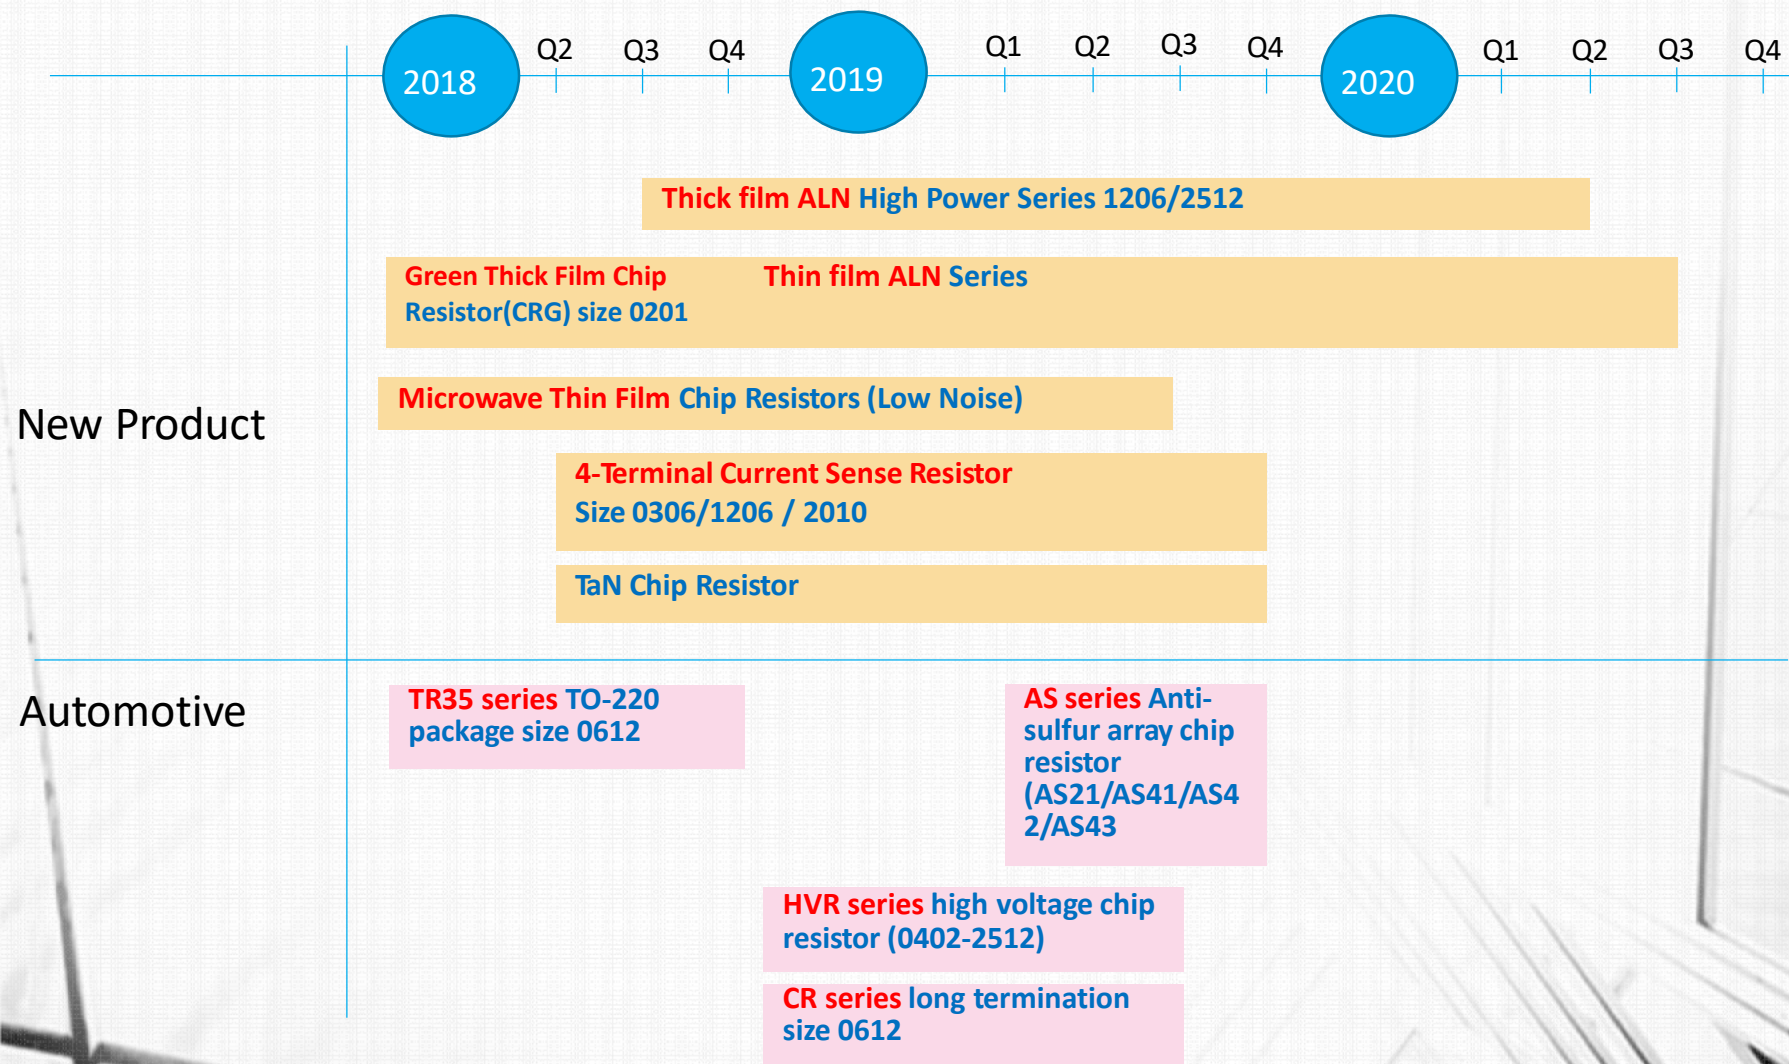 2018 Q2 Q3 Q4 2019 Q1 Q2 Q3 Q4 2020 Q1 Q2 Q3 Q4
Thick film ALN High Power Series 1206/2512
Green Thick Film Chip
Resistor(CRG) size 0201
Thin film ALN Series
New Product
Microwave Thin Film Chip Resistors (Low Noise)
4-Terminal Current Sense Resistor
Size 0306/1206 / 2010
TaN Chip Resistor
Automotive
TR35 series TO-220
package size 0612
AS series Anti-
sulfur array chip
resistor
(AS21/AS41/AS4
2/AS43
HVR series high voltage chip
resistor (0402-2512)
CR series long termination
size 0612